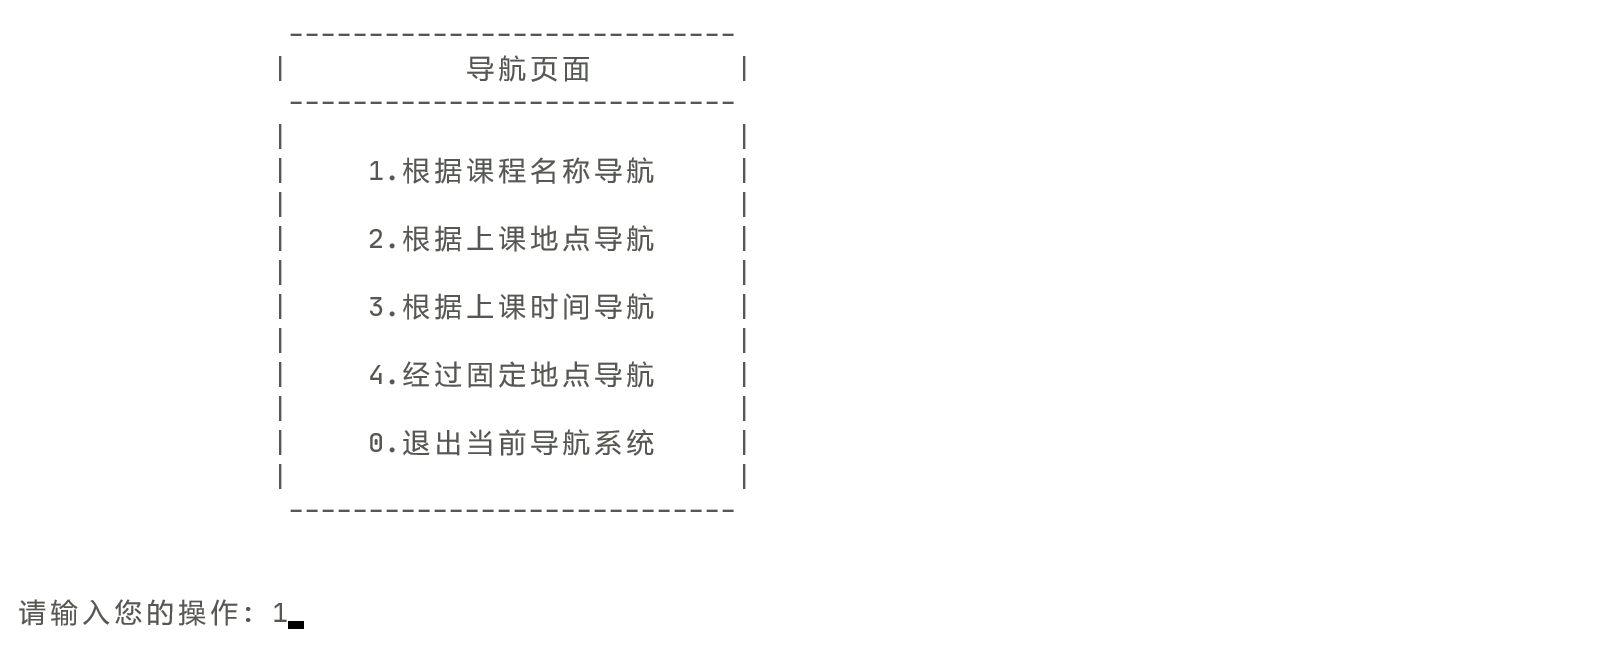 ----------------------------
| 导航页面 |
----------------------------
| |
| 1.根据课程名称导航 |
| |
| 2.根据上课地点导航 |
| |
| 3.根据上课时间导航 |
| |
| 4.经过固定地点导航 |
| |
| 0.退出当前导航系统 |
| |
----------------------------
请输入您的操作: 1